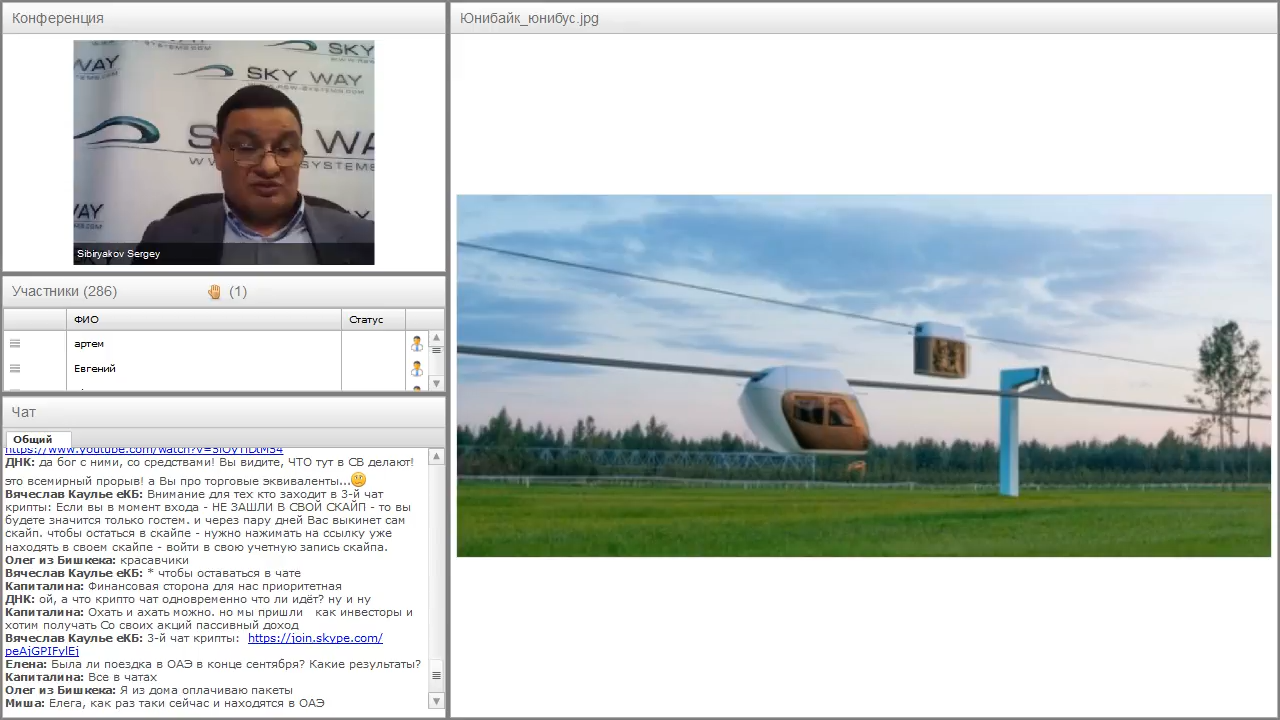 Конференция
SKY
WAY
SKY WAY
WWW.RSW-SYSTEMS.COM
S
WAY
Sibiryakov Sergey
Участники (286)
(1)
ФИО
Статус
артем
Евгений
Чат
Общий
ДНК: да бог с ними, со средствами! Вы видите, ЧТО тут в СВ делают!
это всемирный прорыв! а Вы про торговые эквиваленты...
Вячеслав Каулье еКБ: Внимание для тех кто заходит в 3-й чат
крипты: Если вы в момент входа - НЕ ЗАШЛИ В СВОЙ СКАЙП - то вы
будете значится только гостем. и через пару дней Вас выкинет сам
скайп. чтобы остаться в скайпе - нужно нажимать на ссылку уже
находять в своем скайпе - войти в свою учетную запись скайпа.
Олег из Бишкека: красавчики
Вячеслав Каулье еКБ: * чтобы оставаться в чате
Капиталина: Финансовая сторона для нас приоритетная
ДНК: ой, а что крипто чат одновременно что ли идёт? ну и ну
Капиталина: Охать и ахать можно. но мы пришли как инвесторы и
хотим получать Со своих акций пассивный доход
Вячеслав Каулье еКБ: 3-й чат крипты: https://join.skype.com/
peAjGPIFylEj
Елена: Была ли поездка в ОАЭ в конце сентября? Какие результаты?
Капиталина: Все в чатах
Олег из Бишкека: Я из дома оплачиваю пакеты
Миша: Елега, как раз таки сейчас и находятся в ОАЭ
Юнибайк_юнибус.jpg